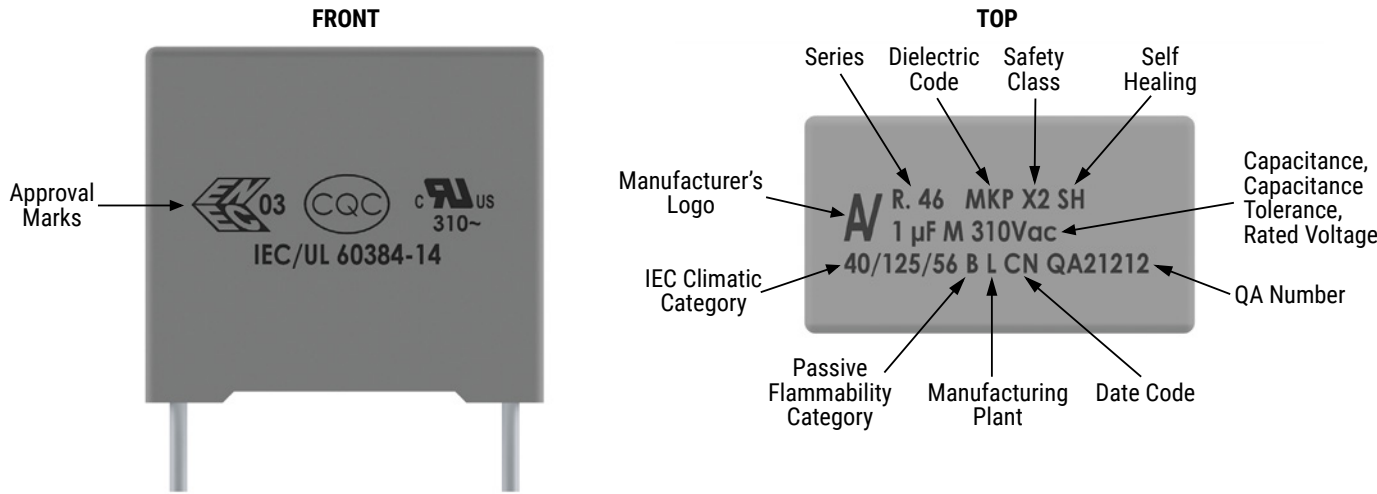 FRONT
Approval
Marks
ENEC 03
CQC
C RU US
310~
IEC/UL 60384-14
TOP
Series
Dielectric
Code
Safety
Class
Self
Healing
Manufacturer's
Logo
R. 46 MKP X2 SH
1 µF M 310Vac
40/125/56 B L CN QA21212
Capacitance,
Capacitance
Tolerance,
Rated Voltage
IEC Climatic
Category
QA Number
Passive
Flammability
Category
Manufacturing
Plant
Date Code